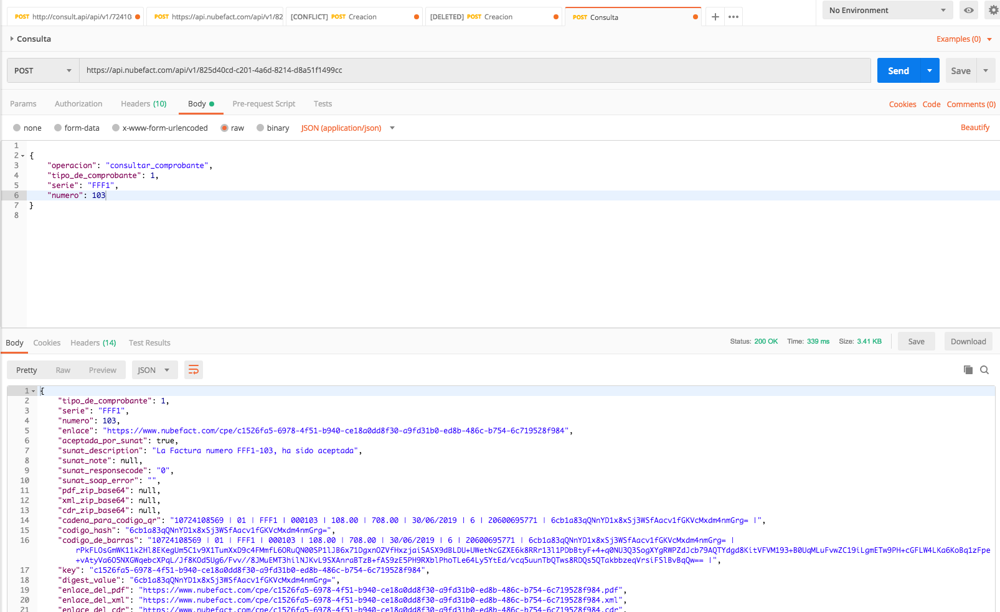 POST http://consult.api/api/v1/72410
POST https://api.nubefact.com/api/v1/82
[CONFLICT] POST Creacion
[DELETED] POST Creacion
POST Consulta
No Environment
Consulta
Examples (0)
POST
https://api.nubefact.com/api/v1/825d40cd-c201-4a6d-8214-d8a51f1499cc
Send
Save
Params
Authorization
Headers (10)
Body
Pre-request Script
Tests
Cookies
Code
Comments (0)
none
form-data
x-www-form-urlencoded
raw
binary
JSON (application/json)
Beautify
1
2 {
3 "operacion": "consultar_comprobante",
4 "tipo_de_comprobante": 1,
5 "serie": "FFF1",
6 "numero": 103
7 }
8
Body
Cookies
Headers (14)
Test Results
Status: 200 OK
Time: 339 ms
Size: 3.41 KB
Save
Download
Pretty
Raw
Preview
JSON
1 {
2 "tipo_de_comprobante": 1,
3 "serie": "FFF1",
4 "numero": 103,
5 "enlace": "https://www.nubefact.com/cpe/c1526fa5-6978-4f51-b940-ce18a0dd8f30-a9fd31b0-ed8b-486c-b754-6c719528f984",
6 "aceptada_por_sunat": true,
7 "sunat_description": "La Factura numero FFF1-103, ha sido aceptada",
8 "sunat_note": null,
9 "sunat_responsecode": "0",
10 "sunat_soap_error": "",
11 "pdf_zip_base64": null,
12 "xml_zip_base64": null,
13 "cdr_zip_base64": null,
14 "cadena_para_codigo_qr": "10724108569 | 01 | FFF1 | 000103 | 108.00 | 708.00 | 30/06/2019 | 6 | 20600695771 | 6cb1a83qQNnYD1x8xSj3WSfAacv1fGKVcMxdm4nmGrg= |",
15 "codigo_hash": "6cb1a83qQNnYD1x8xSj3WSfAacv1fGKVcMxdm4nmGrg=",
16 "codigo_de_barras": "10724108569 | 01 | FFF1 | 000103 | 108.00 | 708.00 | 30/06/2019 | 6 | 20600695771 | 6cb1a83qQNnYD1x8xSj3WSfAacv1fGKVcMxdm4nmGrg= |
rPkFLOsGmWK11kZHl8EKegUm5C1v9X1TumXxD9c4FMmfL6ORuQN00SP1lJB6x71DgxnOZVfHxzjaiSASX9dBLDU+UWetNcGZXE6k8RRr13l1PDbBtyF+4+q0NU3Q3SogXYgRWPZdJcb79AQTYdgd8KitVFVM193+B0UqMLuFvwZC19iLgmETw9PH+cGFLW4LKa6KoBq1zFpe
+vAtyVa6O5NXGWqebcXPqL/Jf8KOd5Ug6/Fvv//8JMuEMT3hilNJKvL9SXAnraBTzB+fAS9zE5PH9RXblPhoTLe64Ly5YtEd/vcq5uunTbQTws8RDQs5QTakbbzeqVrsiFSlBvBqQw== |",
17 "key": "c1526fa5-6978-4f51-b940-ce18a0dd8f30-a9fd31b0-ed8b-486c-b754-6c719528f984",
18 "digest_value": "6cb1a83qQNnYD1x8xSj3WSfAacv1fGKVcMxdm4nmGrg=",
19 "enlace_del_pdf": "https://www.nubefact.com/cpe/c1526fa5-6978-4f51-b940-ce18a0dd8f30-a9fd31b0-ed8b-486c-b754-6c719528f984.pdf",
20 "enlace_del_xml": "https://www.nubefact.com/cpe/c1526fa5-6978-4f51-b940-ce18a0dd8f30-a9fd31b0-ed8b-486c-b754-6c719528f984.xml",
21 "enlace_del_cdr": "https://www.nubefact.com/cpe/c1526fa5-6978-4f51-b940-ce18a0dd8f30-a9fd31b0-ed8b-486c-b754-6c719528f984.cdr",